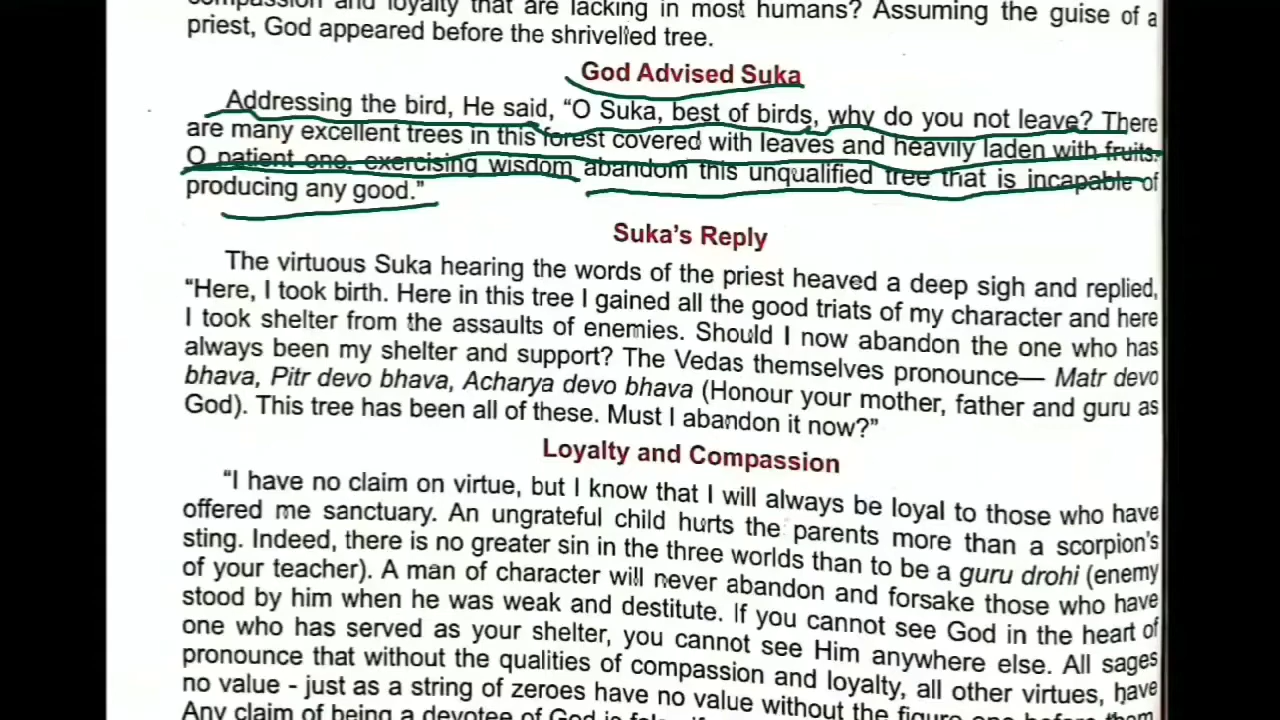 compassion and loyalty that are lacking in most humans? Assuming the guise of a
priest, God appeared before the shrivelled tree.
God Advised Suka
Addressing the bird, He said, “O Suka, best of birds, why do you not leave? There
are many excellent trees in this forest covered with leaves and heavily laden with fruits.
O patient one, exercising wisdom abandom this unqualified tree that is incapable of
producing any good.”
Suka’s Reply
The virtuous Suka hearing the words of the priest heaved a deep sigh and replied,
“Here, I took birth. Here in this tree I gained all the good triats of my character and here
I took shelter from the assaults of enemies. Should I now abandon the one who has
always been my shelter and support? The Vedas themselves pronounce— Matr devo
bhava, Pitr devo bhava, Acharya devo bhava (Honour your mother, father and guru as
God). This tree has been all of these. Must I abandon it now?”
Loyalty and Compassion
“I have no claim on virtue, but I know that I will always be loyal to those who have
offered me sanctuary. An ungrateful child hurts the parents more than a scorpion’s
sting. Indeed, there is no greater sin in the three worlds than to be a guru drohi (enemy
of your teacher). A man of character will never abandon and forsake those who have
stood by him when he was weak and destitute. If you cannot see God in the heart of
one who has served as your shelter, you cannot see Him anywhere else. All sages
pronounce that without the qualities of compassion and loyalty, all other virtues, have
no value - just as a string of zeroes have no value without the figure one before them.
Any claim of being a devotee of God is